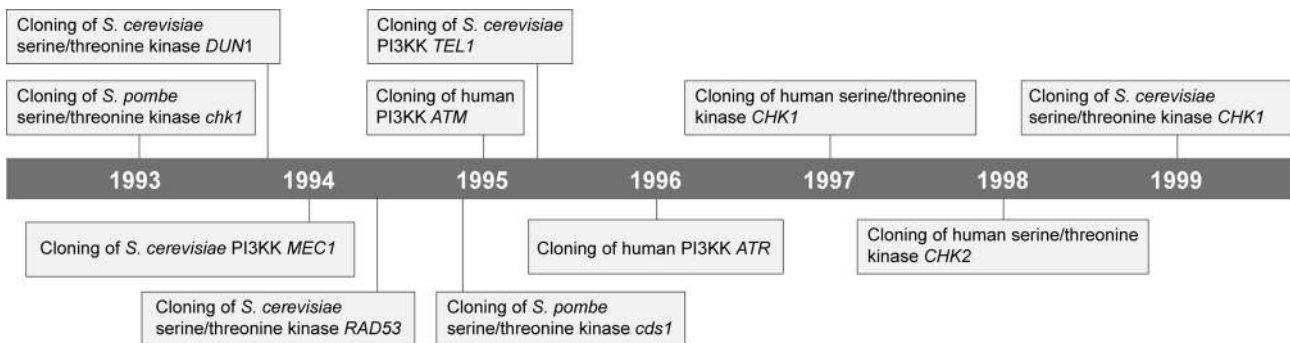 Cloning of S. cerevisiae
serine/threonine kinase DUN1
Cloning of S. cerevisiae
PI3KK TEL1
Cloning of S. pombe
serine/threonine kinase chk1
Cloning of human
PI3KK ATM
Cloning of human serine/threonine
kinase CHK1
Cloning of S. cerevisiae
serine/threonine kinase CHK1
1993 1994 1995 1996 1997 1998 1999
Cloning of S. cerevisiae PI3KK MEC1
Cloning of human PI3KK ATR
Cloning of human serine/threonine
kinase CHK2
Cloning of S. cerevisiae
serine/threonine kinase RAD53
Cloning of S. pombe
serine/threonine kinase cds1